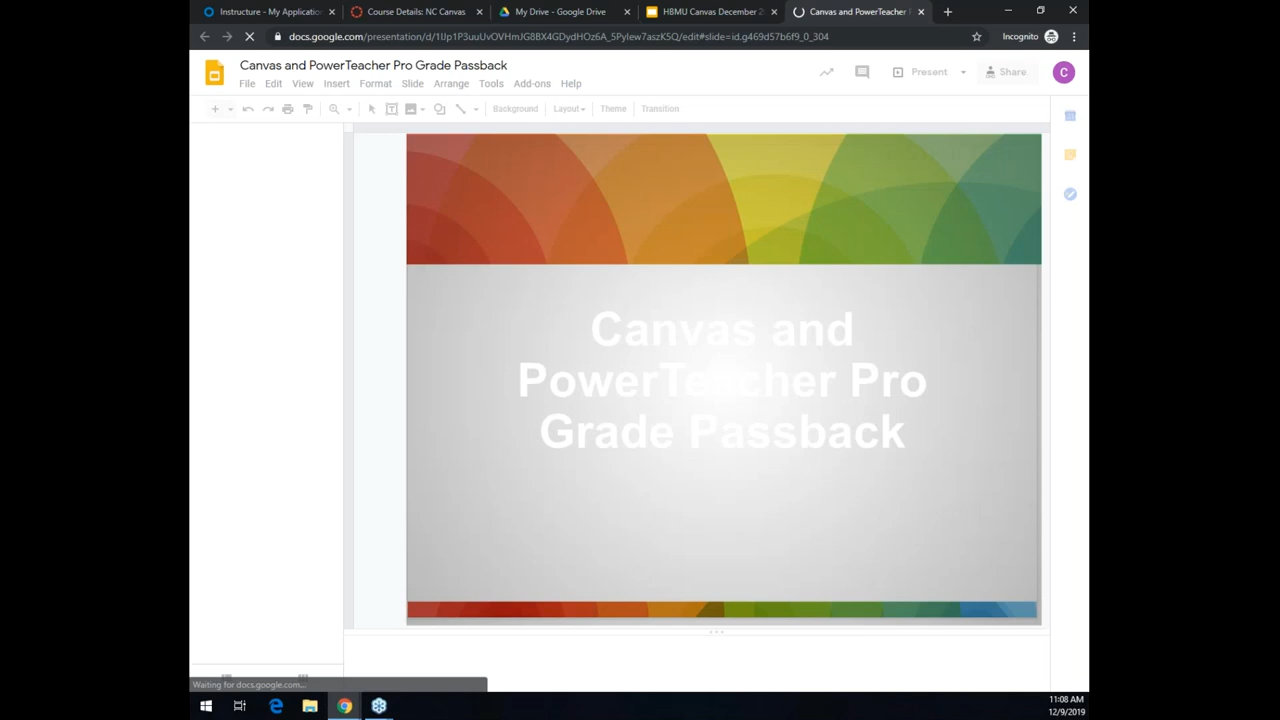 Instructure - My Applicatio
Course Details: NC Canvas
My Drive - Google Drive
HBMU Canvas December 2
Canvas and PowerTeacher
docs.google.com/presentation/d/1IJp1P3uuUvOVHmJG8BX4GDydHOz6A_5Pylew7aszK5Q/edit#slide=id.g469d57b6f9_0_304
Incognito
Canvas and PowerTeacher Pro Grade Passback
File Edit View Insert Format Slide Arrange Tools Add-ons Help
Present
Share
C
Background Layout Theme Transition
Canvas and
PowerTeacher Pro
Grade Passback
Waiting for docs.google.com...
11:08 AM
12/9/2019